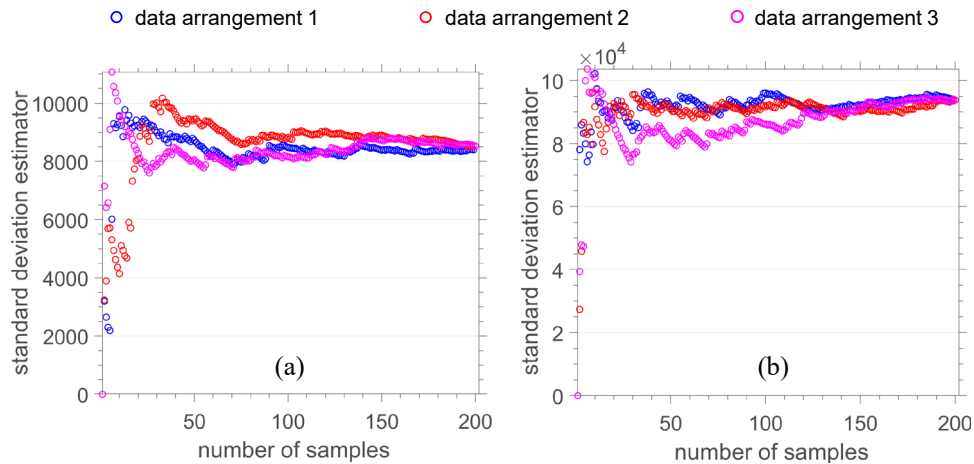 data arrangement 1 data arrangement 2 data arrangement 3
×10⁴
standard deviation estimator
10000
8000
6000
4000
2000
0
50 100 150 200
number of samples
(a)
standard deviation estimator
10
8
6
4
2
0
50 100 150 200
number of samples
(b)